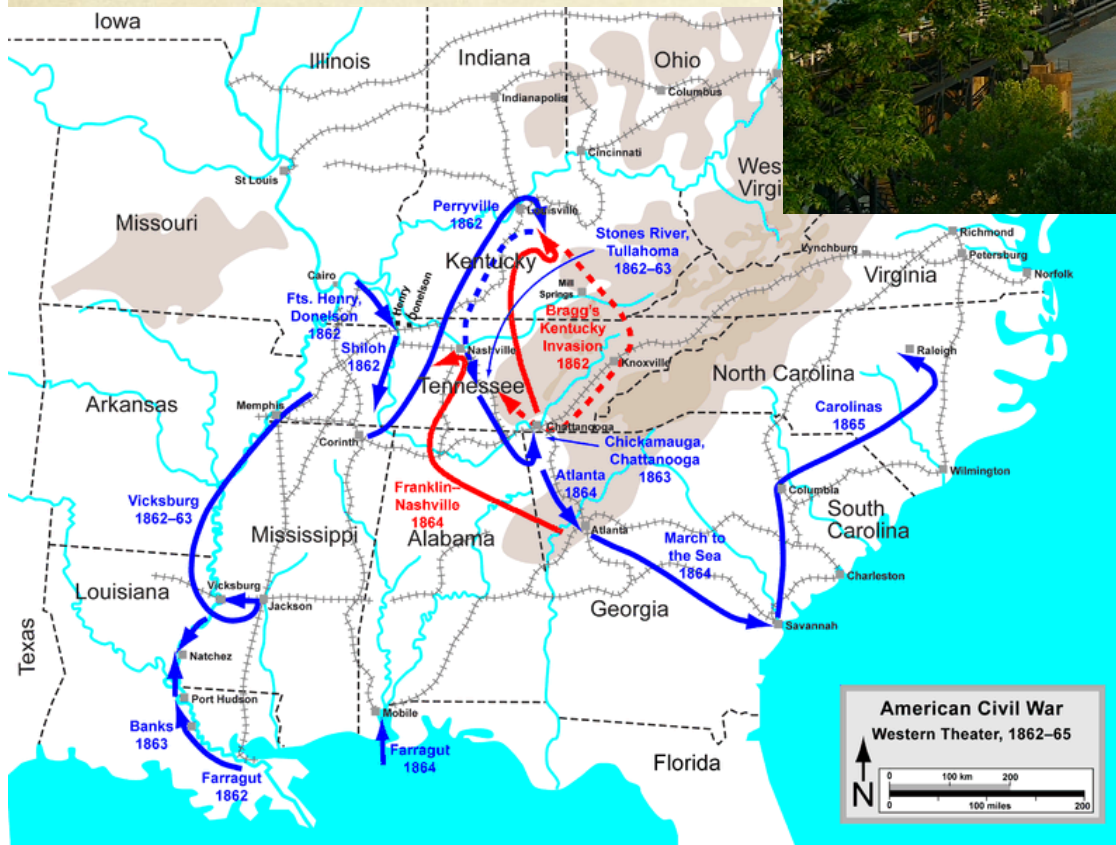 Iowa
Illinois
Indiana
Ohio
Indianapolis
Columbus
Cincinnati
West
St Louis
Missouri
Perryville
1862
Louisville
Stones River,
Tullahoma
1862–63
Kentucky
Richmond
Lynchburg
Petersburg
Virginia
Norfolk
Cairo
Henry
Donelson
Fts. Henry,
Donelson
1862
Mill
Springs
Bragg's
Kentucky
Invasion
1862
Shiloh
1862
Nashville
Knoxville
Raleigh
Tennessee
North Carolina
Arkansas
Memphis
Carolinas
1865
Corinth
Chattanooga
Chickamauga,
Chattanooga
1863
Wilmington
Atlanta
1864
Franklin–
Nashville
1864
Columbia
Vicksburg
1862–63
South
Carolina
Mississippi
Alabama
Atlanta
March to
the Sea
1864
Charleston
Louisiana
Vicksburg
Jackson
Georgia
Savannah
Texas
Natchez
Port Hudson
Mobile
Banks
1863
Farragut
1862
Farragut
1864
Florida
American Civil War
Western Theater, 1862–65
0 100 km 200
N
0 100 miles 200